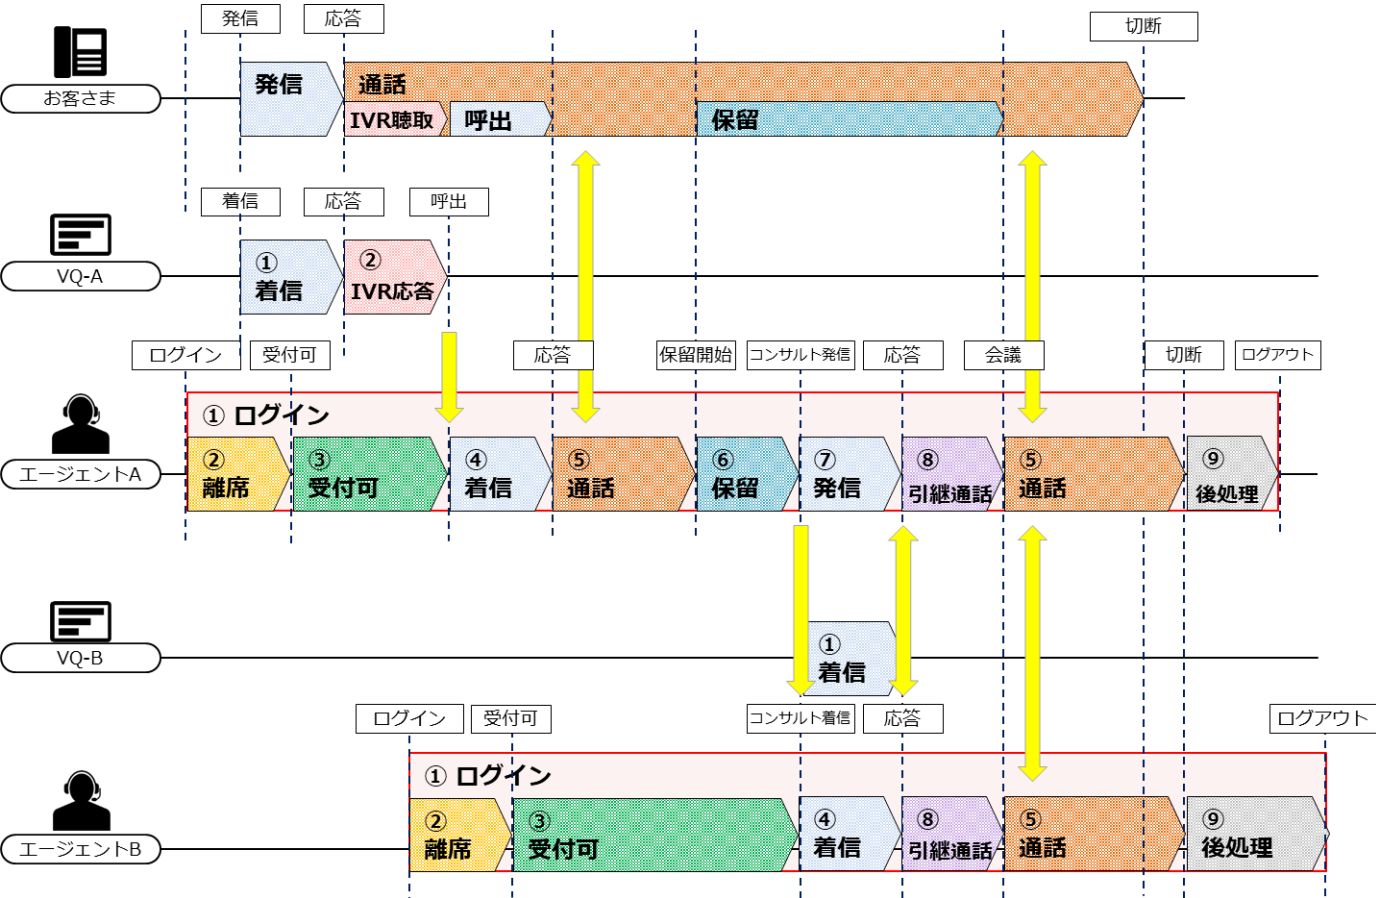 発信
応答
切断
お客さま
発信
通話
IVR聴取
呼出
保留
着信
応答
呼出
VQ-A
①
着信
②
IVR応答
ログイン
受付可
応答
保留開始
コンサルト発信
応答
会議
切断
ログアウト
エージェントA
① ログイン
②
離席
③
受付可
④
着信
⑤
通話
⑥
保留
⑦
発信
⑧
引継通話
⑤
通話
⑨
後処理
VQ-B
①
着信
ログイン
受付可
コンサルト着信
応答
ログアウト
エージェントB
① ログイン
②
離席
③
受付可
④
着信
⑧
引継通話
⑤
通話
⑨
後処理